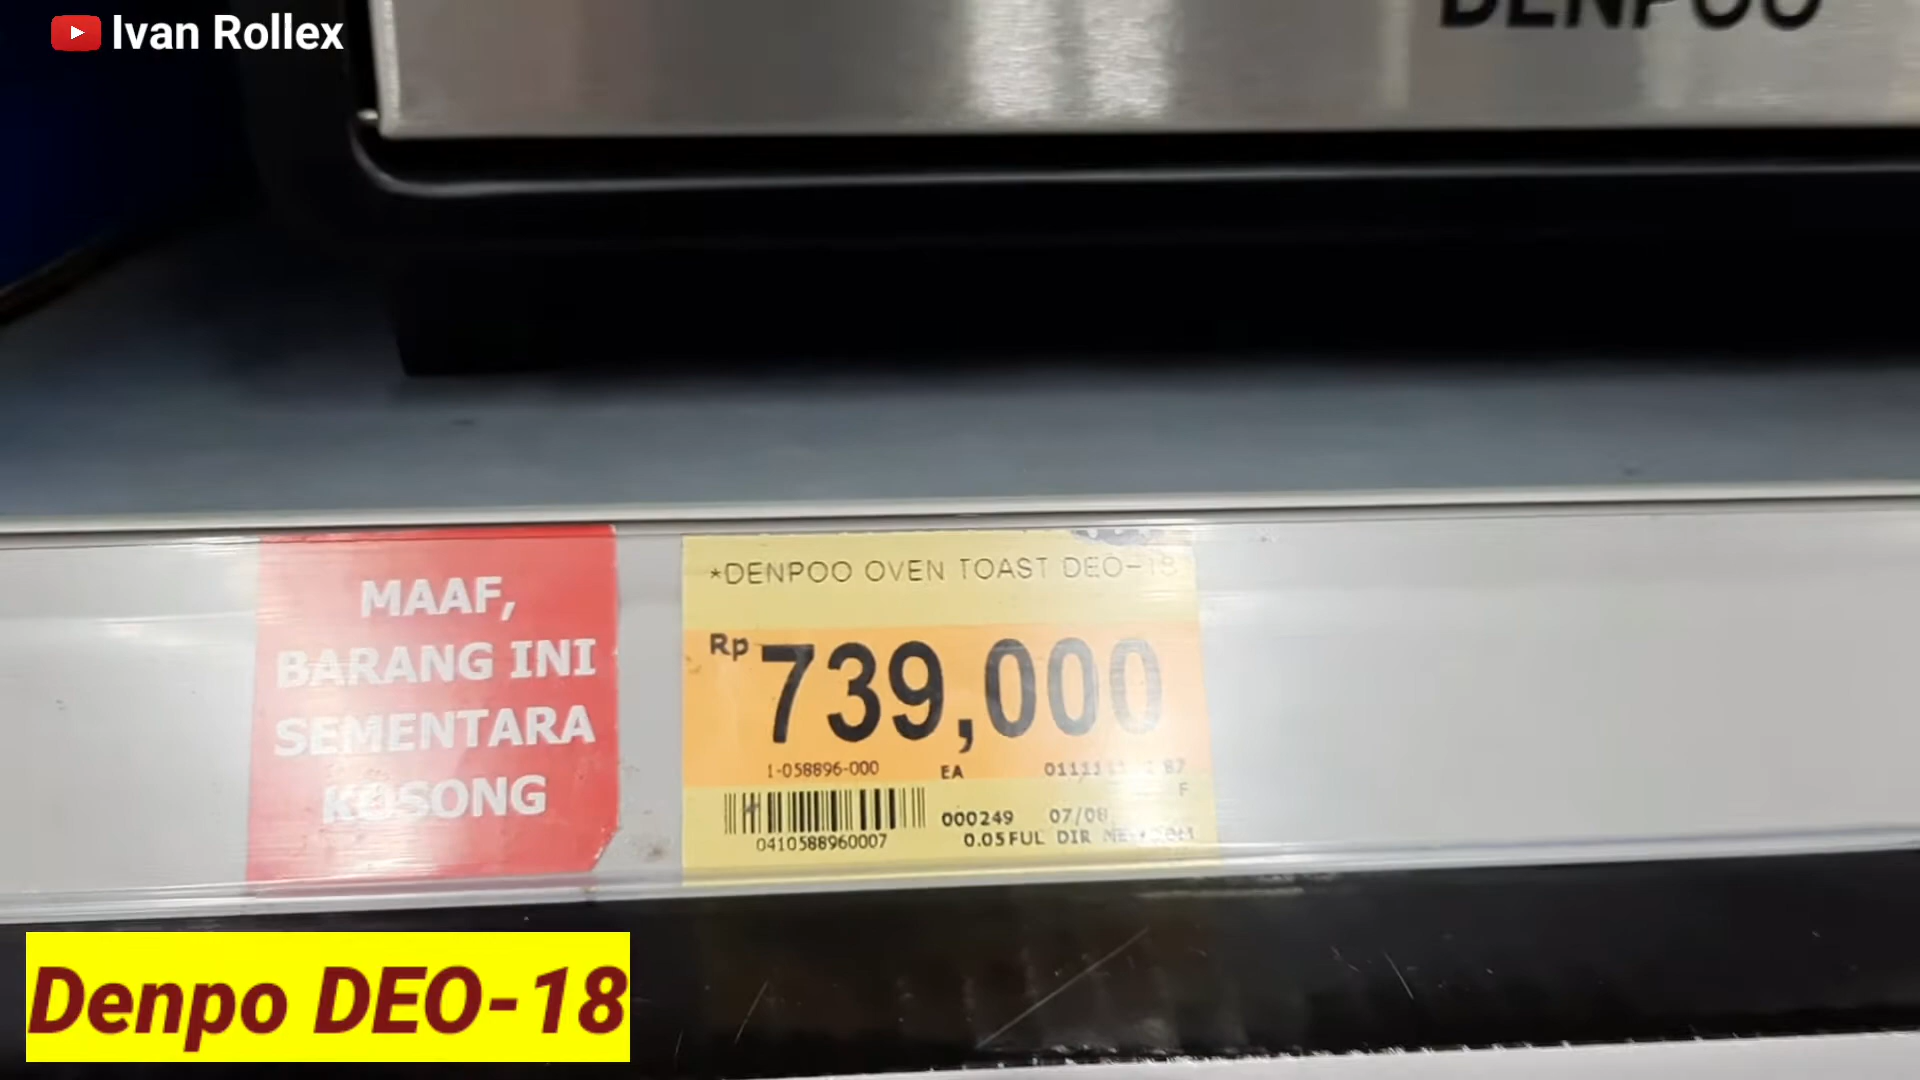 Ivan Rollex
DENPOO
MAAF,
BARANG INI
SEMENTARA
KOSONG
*DENPOO OVEN TOAST DEO-18
Rp 739,000
1-058896-000 EA
F
000249 07/08
0410588960007
0.05FUL DIR
Denpo DEO-18